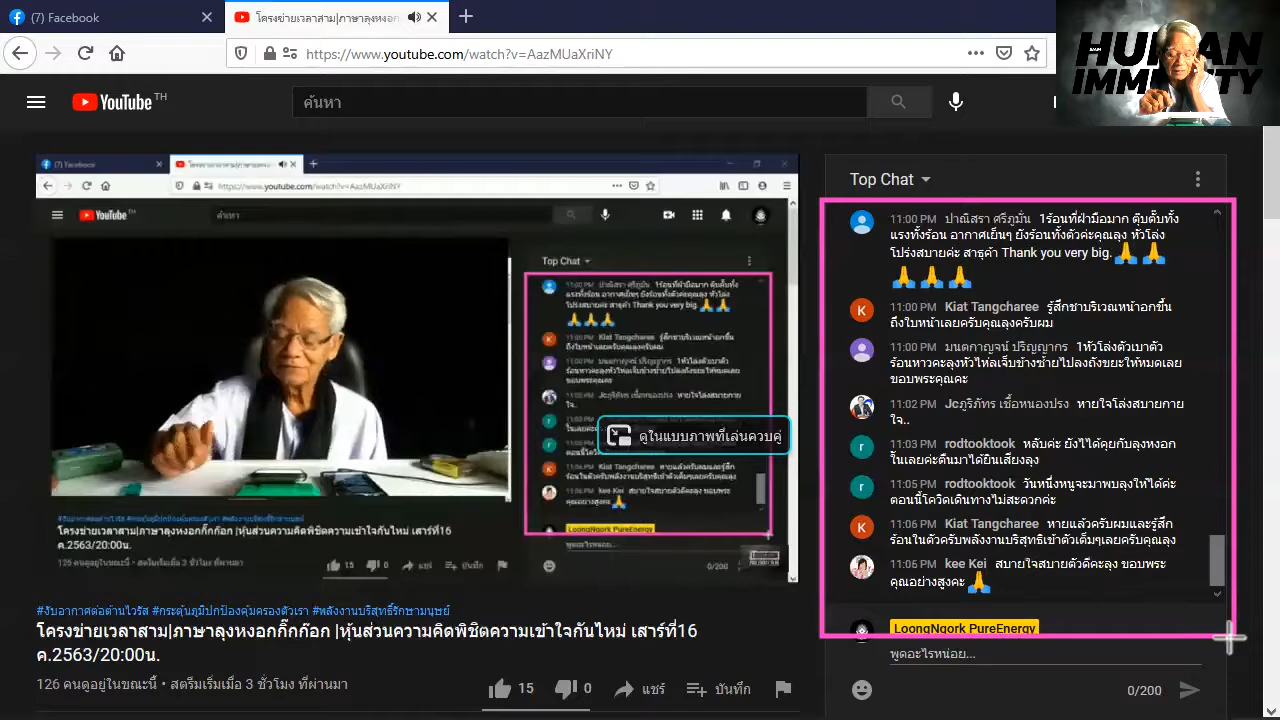 (7) Facebook
โครงข่ายเวลาสาม|ภาษาลุงหงอก
https://www.youtube.com/watch?v=AazMUaXriNY
HUMAN
IMMUNITY
YouTube TH
ค้นหา
Top Chat
11:00 PM ปาณิสรา ศรีภูมั่น 1ร้อนที่ฝ่ามือมาก ตุ๊บตั๊บทั้ง
แรงทั้งร้อน อากาศเย็นๆ ยังร้อนทั้งตัวค่ะคุณลุง หัวโล่ง
โปร่งสบายค่ะ สาธุค้า Thank you very big. 🙏 🙏
🙏 🙏 🙏
11:00 PM Kiat Tangcharee รู้สึกชาบริเวณหน้าอกขึ้น
ถึงใบหน้าเลยครับคุณลุงครับผม
11:00 PM มนตกาญจน์ ปริญญากร 1หัวโล่งตัวเบาตัว
ร้อนหาวคะลุงหัวไหล่เจ็บข้างซ้ายไปลงถังขยะให้หมดเลย
ขอบพระคุณคะ
11:02 PM Jcภูริภัทร เชื้อหนองปรง หายใจโล่งสบายกาย
ใจ..
11:03 PM rodtooktook หลับค่ะ ยังไได้คุยกับลุงหงอก
ในเลยค่ะตื่นมาได้ยินเสียงลุง
11:05 PM rodtooktook วันหนึ่งหนูจะมาพบลุงให้ได้ค่ะ
ตอนนี้โควิดเดินทางไม่สะดวกค่ะ
11:06 PM Kiat Tangcharee หายแล้วครับผมและรู้สึก
ร้อนในตัวครับพลังงานบริสุทธิ์เข้าตัวเต็มๆเลยครับคุณลุง
11:06 PM kee Kei สบายใจสบายตัวดีคะลุง ขอบพระ
คุณอย่างสูงคะ 🙏
LoongNgork PureEnergy
พูดอะไรหน่อย...
0/200
ดูในแบบภาพที่เล่นควบคู่
#งับอากาศต่อต้านไวรัส #กระตุ้นภูมิปกป้องคุ้มครองตัวเรา #พลังงานบริสุทธิ์รักษามนุษย์
โครงข่ายเวลาสาม|ภาษาลุงหงอกกิ๊กก๊อก |หุ้นส่วนความคิดพิชิตความเข้าใจกันไหม่ เสาร์ที่16
ค.2563/20:00น.
126 คนดูอยู่ในขณะนี้ • สตรีมเริ่มเมื่อ 3 ชั่วโมง ที่ผ่านมา
15
0
แชร์
บันทึก